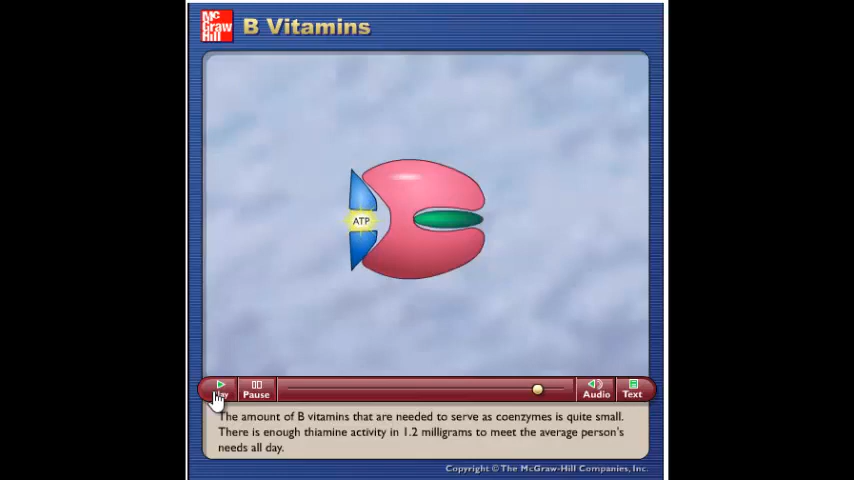 Mc
Graw
Hill
B Vitamins
ATP
Pause
Audio
Text
The amount of B vitamins that are needed to serve as coenzymes is quite small.
There is enough thiamine activity in 1.2 milligrams to meet the average person's
needs all day.
Copyright © The McGraw-Hill Companies, Inc.